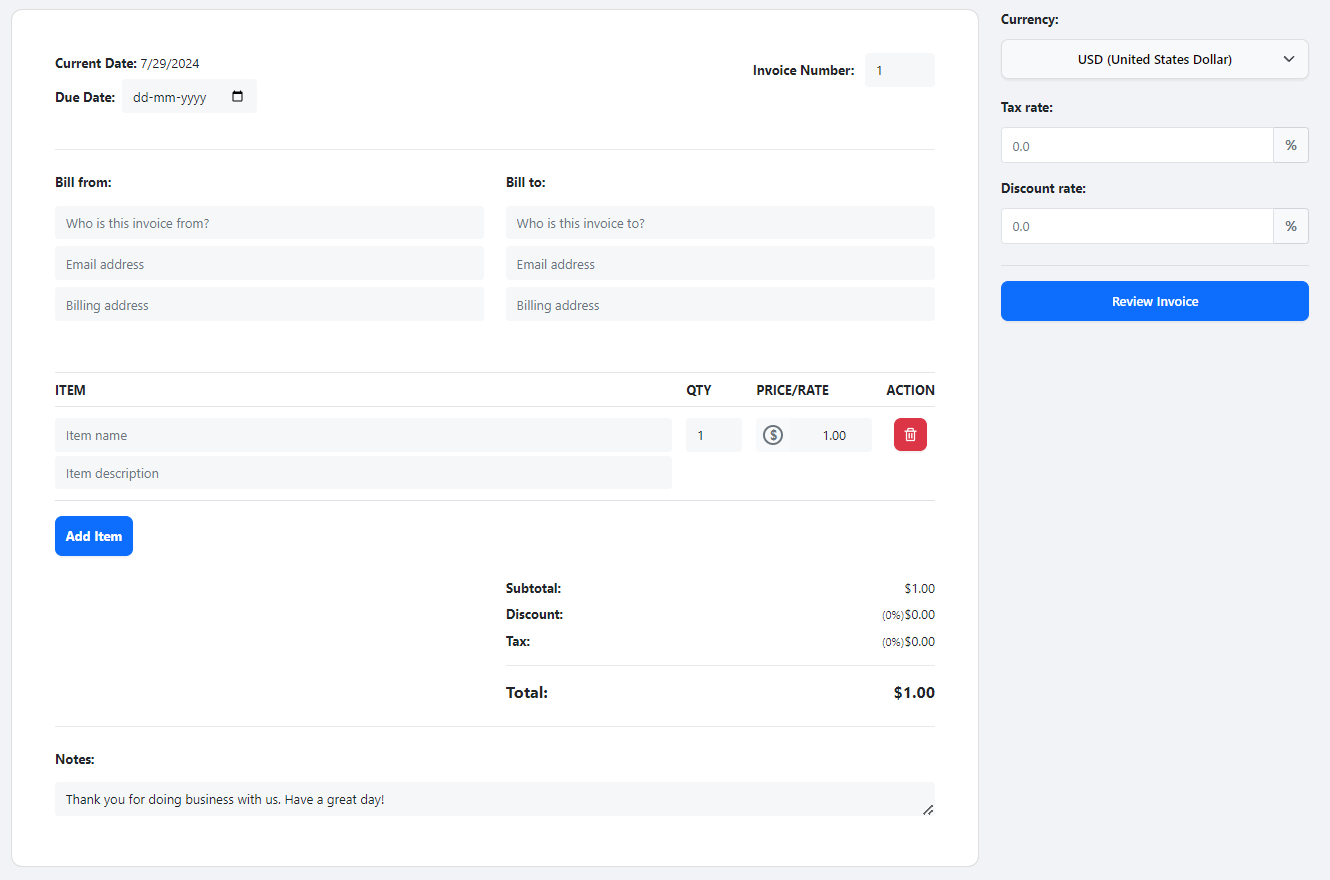 Current Date: 7/29/2024
Due Date: dd-mm-yyyy
Invoice Number: 1
Bill from:
Who is this invoice from?
Email address
Billing address
Bill to:
Who is this invoice to?
Email address
Billing address
ITEM QTY PRICE/RATE ACTION
Item name 1 $ 1.00
Item description
Add Item
Subtotal: $1.00
Discount: (0%)$0.00
Tax: (0%)$0.00
Total: $1.00
Notes:
Thank you for doing business with us. Have a great day!
Currency:
USD (United States Dollar)
Tax rate:
0.0 %
Discount rate:
0.0 %
Review Invoice